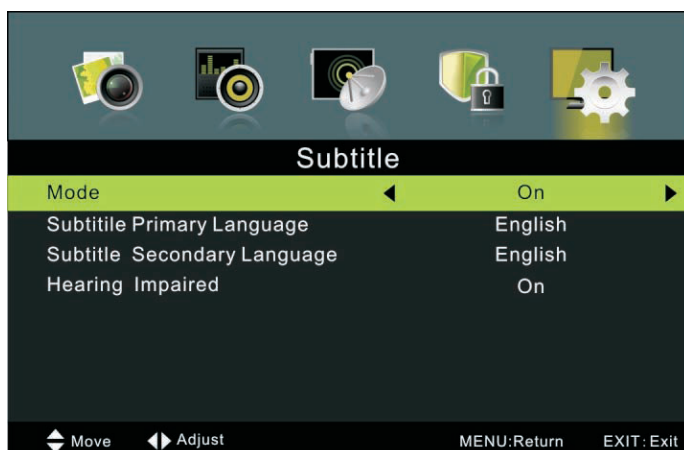 Subtitle
Mode On
Subtitile Primary Language English
Subtitle Secondary Language English
Hearing Impaired On
Move Adjust MENU:Return EXIT:Exit